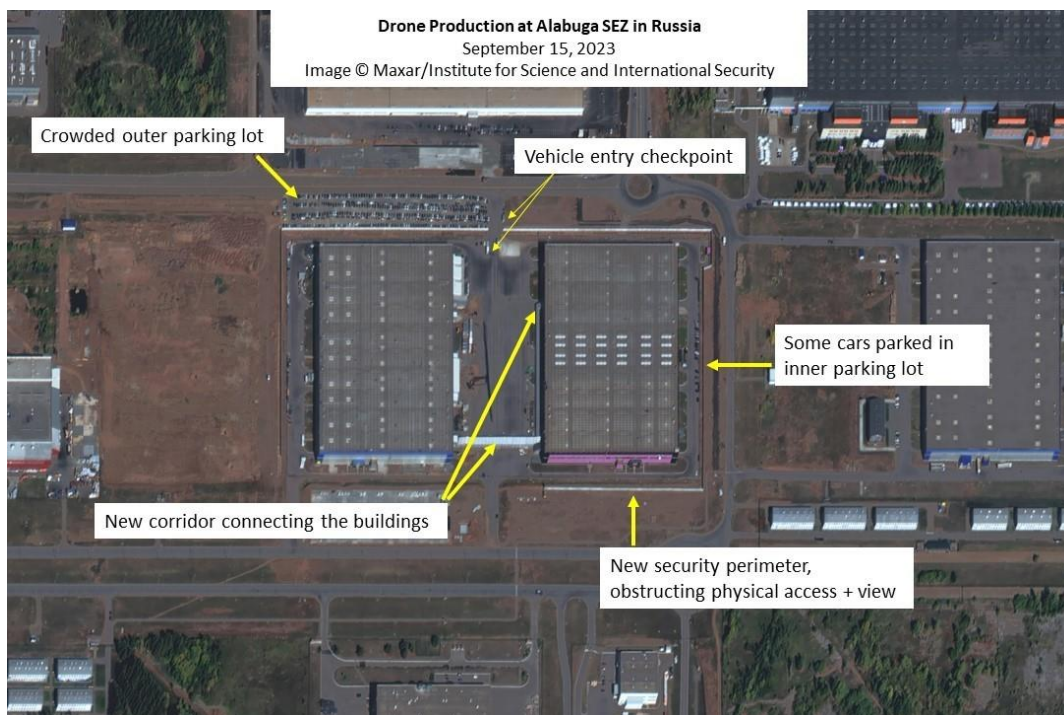 Drone Production at Alabuga SEZ in Russia
September 15, 2023
Image © Maxar/Institute for Science and International Security
Crowded outer parking lot
Vehicle entry checkpoint
Some cars parked in
inner parking lot
New corridor connecting the buildings
New security perimeter,
obstructing physical access + view